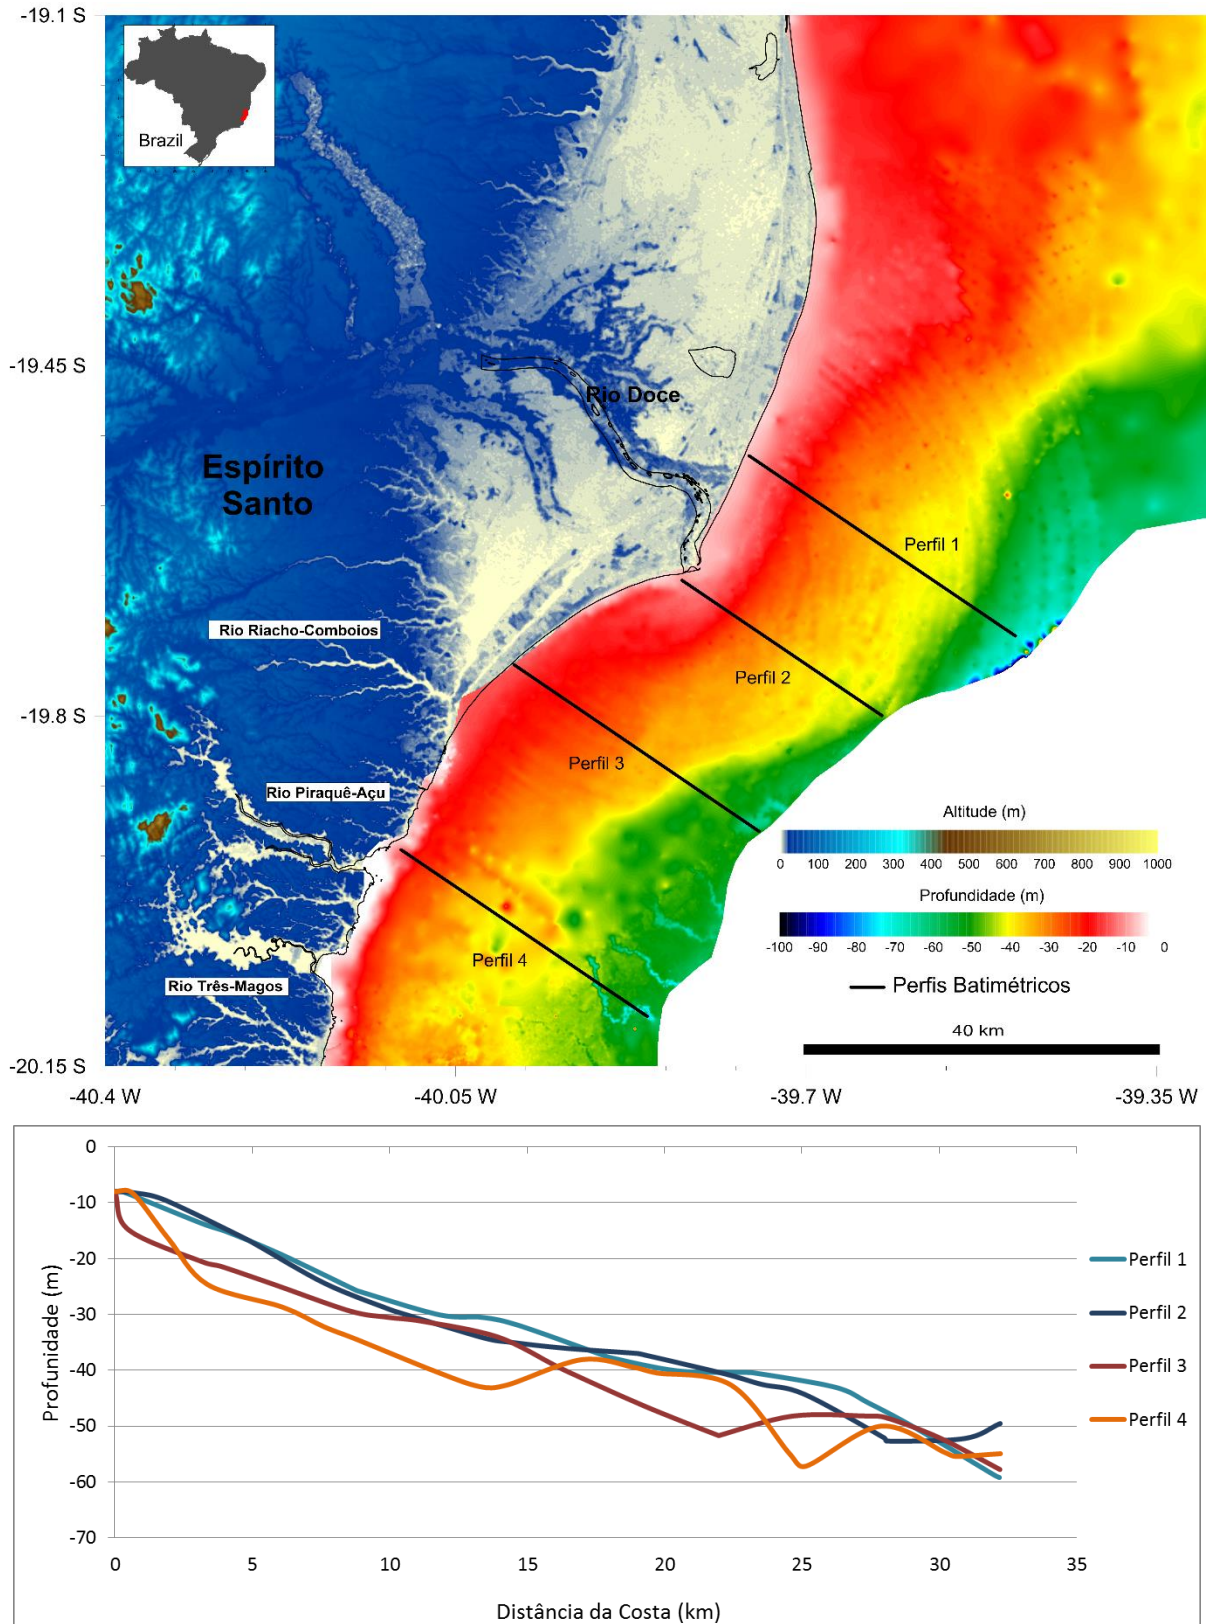 -19.1 S
Brazil
-19.45 S
Rio Doce
Espírito
Santo
Perfil 1
Rio Riacho-Comboios
Perfil 2
-19.8 S
Perfil 3
Rio Piraquê-Açu
Altitude (m)
0 100 200 300 400 500 600 700 800 900 1000
Profundidade (m)
-100 -90 -80 -70 -60 -50 -40 -30 -20 -10 0
Perfil 4
Rio Três-Magos
Perfis Batimétricos
40 km
-20.15 S
-40.4 W -40.05 W -39.7 W -39.35 W
0
-10
-20
-30
-40
-50
-60
-70
Profunidade (m)
Perfil 1
Perfil 2
Perfil 3
Perfil 4
0 5 10 15 20 25 30 35
Distância da Costa (km)